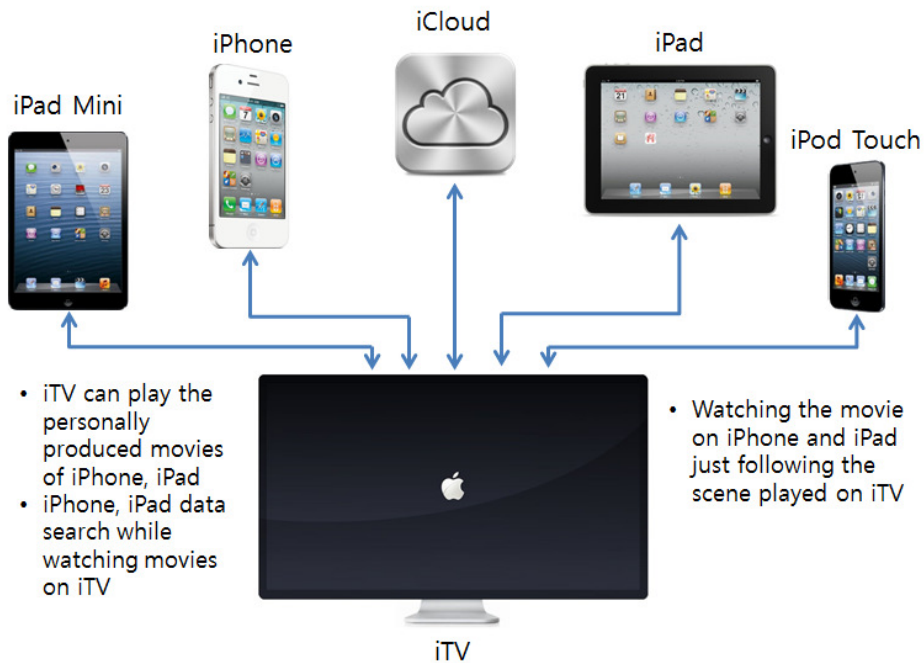 iCloud
iPhone
iPad
iPad Mini
iPod Touch
• iTV can play the
personally
produced movies
of iPhone, iPad
• iPhone, iPad data
search while
watching movies
on iTV
• Watching the movie
on iPhone and iPad
just following the
scene played on iTV
iTV